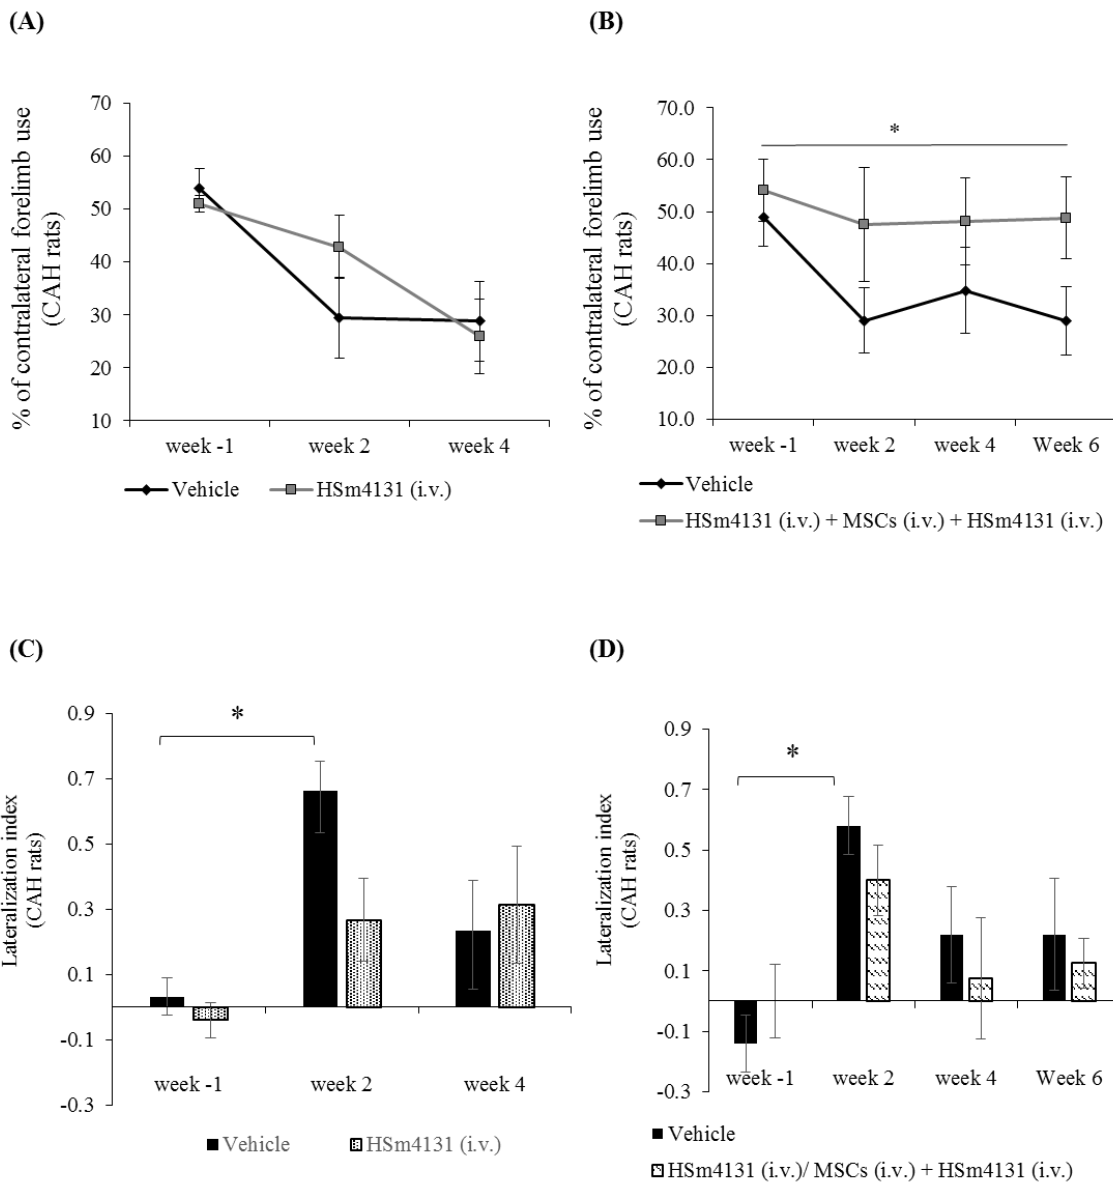 (A)
% of contralateral forelimb use
(CAH rats)
70
60
50
40
30
20
10
week -1 week 2 week 4
Vehicle HSm4131 (i.v.)
(B)
% of contralateral forelimb use
(CAH rats)
70.0
60.0
50.0
40.0
30.0
20.0
10.0
*
week -1 week 2 week 4 Week 6
Vehicle
HSm4131 (i.v.) + MSCs (i.v.) + HSm4131 (i.v.)
(C)
Lateralization index
(CAH rats)
0.9
0.7
0.5
0.3
0.1
-0.1
-0.3
*
week -1 week 2 week 4
Vehicle HSm4131 (i.v.)
(D)
Lateralization index
(CAH rats)
0.9
0.7
0.5
0.3
0.1
-0.1
-0.3
*
week -1 week 2 week 4 Week 6
Vehicle
HSm4131 (i.v.)/ MSCs (i.v.) + HSm4131 (i.v.)